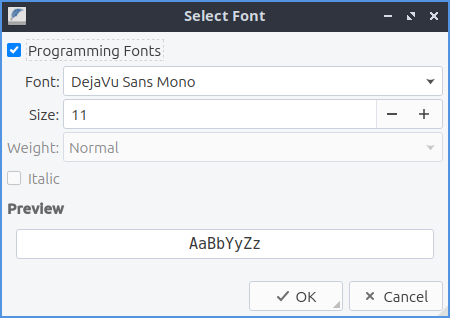 Select Font
Programming Fonts
Font: DejaVu Sans Mono
Size: 11
Weight: Normal
Italic
Preview
AaBbYyZz
OK Cancel